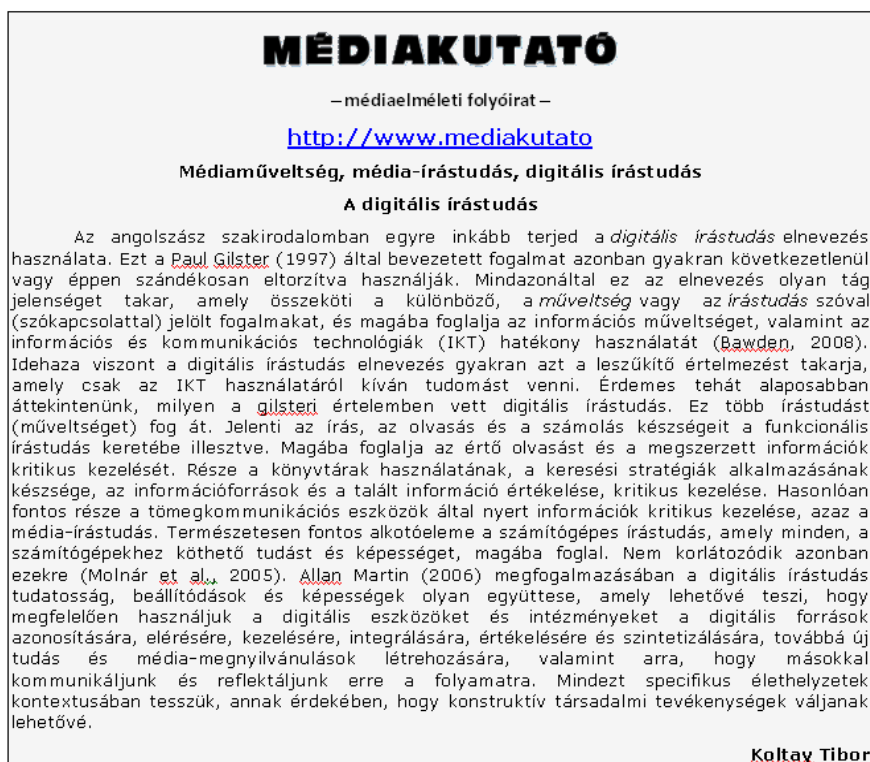 MÉDIAKUTATÓ
– médiaelméleti folyóirat –
http://www.mediakutato
Médiaműveltség, média-írástudás, digitális írástudás
A digitális írástudás
Az angolszász szakirodalomban egyre inkább terjed a digitális írástudás elnevezés
használata. Ezt a Paul Gilster (1997) által bevezetett fogalmat azonban gyakran következetlenül
vagy éppen szándékosan eltorzítva használják. Mindazonáltal ez az elnevezés olyan tág
jelenséget takar, amely összeköti a különböző, a műveltség vagy az írástudás szóval
(szókapcsolattal) jelölt fogalmakat, és magába foglalja az információs műveltséget, valamint az
információs és kommunikációs technológiák (IKT) hatékony használatát (Bawden, 2008).
Idehaza viszont a digitális írástudás elnevezés gyakran azt a leszűkítő értelmezést takarja,
amely csak az IKT használatáról kíván tudomást venni. Érdemes tehát alaposabban
áttekintenünk, milyen a gilsteri értelemben vett digitális írástudás. Ez több írástudást
(műveltséget) fog át. Jelenti az írás, az olvasás és a számolás készségeit a funkcionális
írástudás keretébe illesztve. Magába foglalja az értő olvasást és a megszerzett információk
kritikus kezelését. Része a könyvtárak használatának, a keresési stratégiák alkalmazásának
készsége, az információforrások és a talált információ értékelése, kritikus kezelése. Hasonlóan
fontos része a tömegkommunikációs eszközök által nyert információk kritikus kezelése, azaz a
média-írástudás. Természetesen fontos alkotóeleme a számítógépes írástudás, amely minden, a
számítógépekhez köthető tudást és képességet, magába foglal. Nem korlátozódik azonban
ezekre (Molnár et al., 2005). Allan Martin (2006) megfogalmazásában a digitális írástudás
tudatosság, beállítódások és képességek olyan együttese, amely lehetővé teszi, hogy
megfelelően használjuk a digitális eszközöket és intézményeket a digitális források
azonosítására, elérésére, kezelésére, integrálására, értékelésére és szintetizálására, továbbá új
tudás és média-megnyilvánulások létrehozására, valamint arra, hogy másokkal
kommunikáljunk és reflektáljunk erre a folyamatra. Mindezt specifikus élethelyzetek
kontextusában tesszük, annak érdekében, hogy konstruktív társadalmi tevékenységek váljanak
lehetővé.
Koltay Tibor